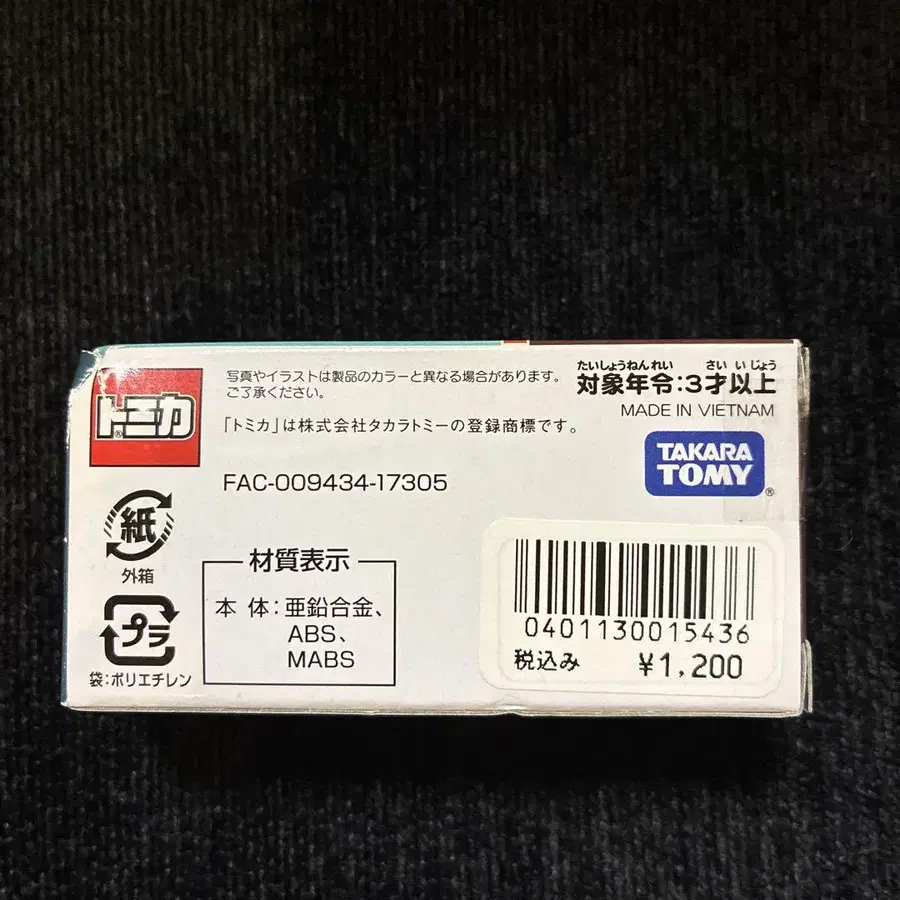 トミカ®
写真やイラストは製品のカラーと異なる場合があります。
ご了承ください。
「トミカ」は株式会社タカラトミーの登録商標です。
たいしょうねんれい さい いじょう
対象年令:3才以上
MADE IN VIETNAM
TAKARA
TOMY®
FAC-009434-17305
紙
外箱
プラ
袋:ポリエチレン
材質表示
本 体:亜鉛合金、
ABS、
MABS
0401130015436
税込み ¥1,200